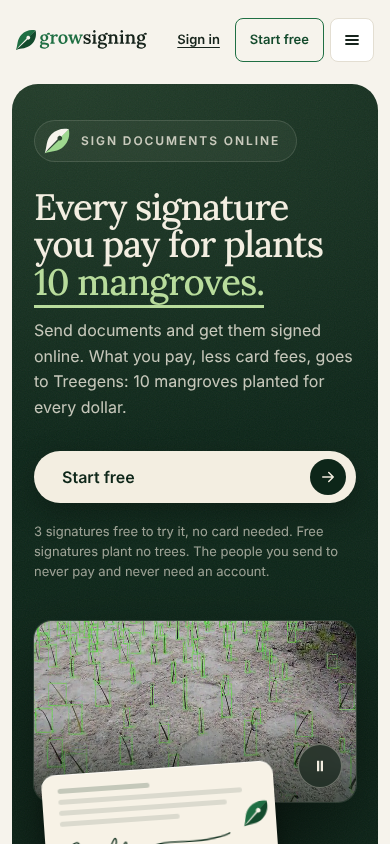 growsigning
Sign in
Start free
SIGN DOCUMENTS ONLINE
Every signature
you pay for plants
10 mangroves.
Send documents and get them signed
online. What you pay, less card fees, goes
to Treegens: 10 mangroves planted for
every dollar.
Start free
3 signatures free to try it, no card needed. Free
signatures plant no trees. The people you send to
never pay and never need an account.